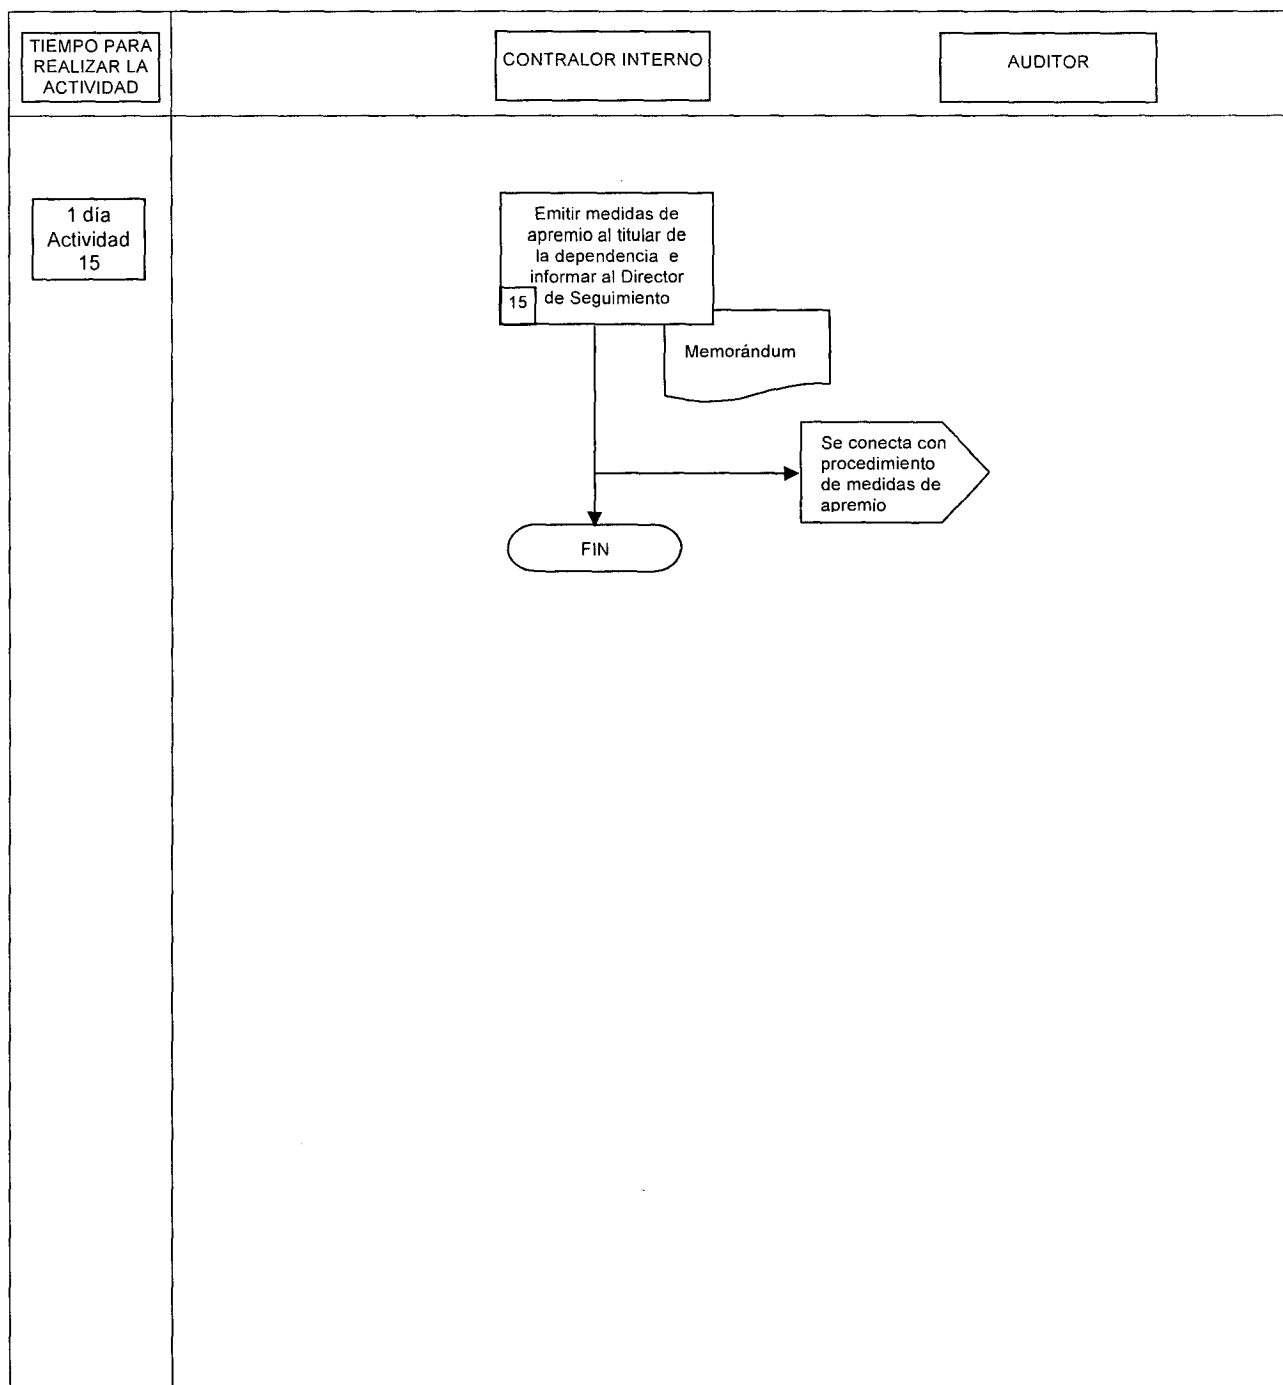 TIEMPO PARA
REALIZAR LA
ACTIVIDAD
CONTRALOR INTERNO
AUDITOR
1 día
Actividad
15
Emitir medidas de
apremio al titular de
la dependencia e
informar al Director
de Seguimiento
15
Memorándum
Se conecta con
procedimiento
de medidas de
apremio
FIN